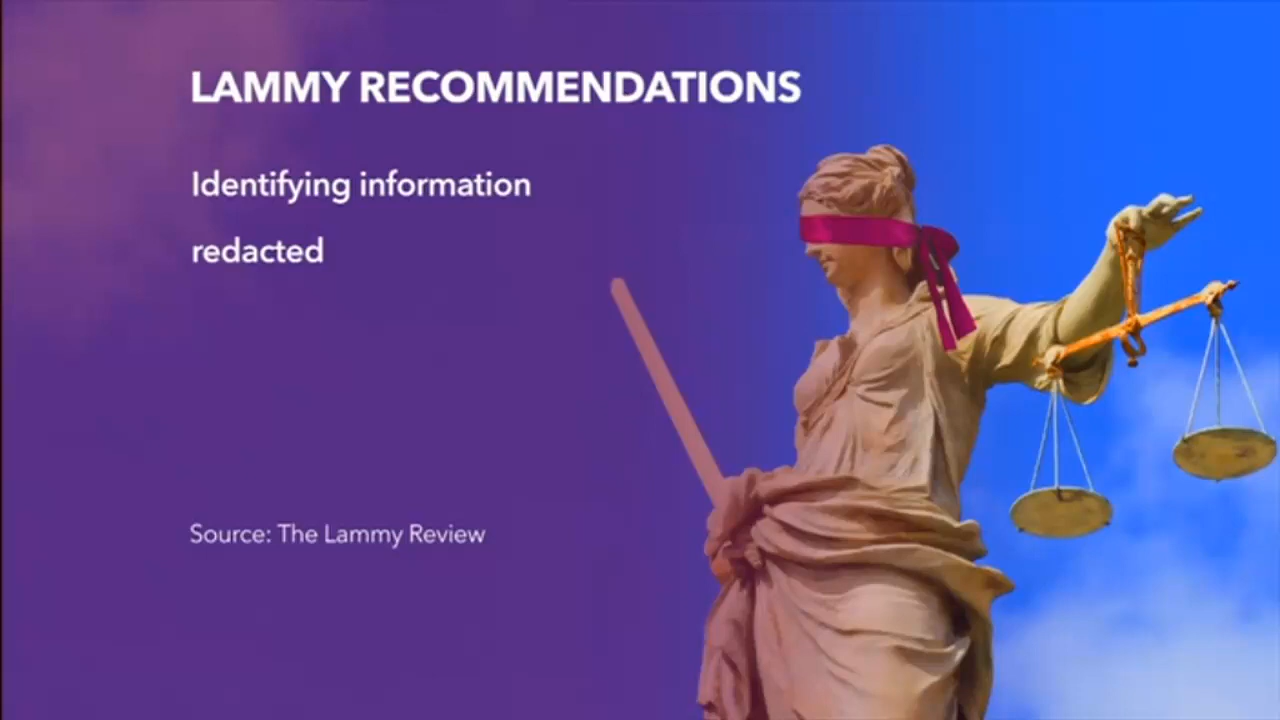 LAMMY RECOMMENDATIONS
Identifying information
redacted
Source: The Lammy Review